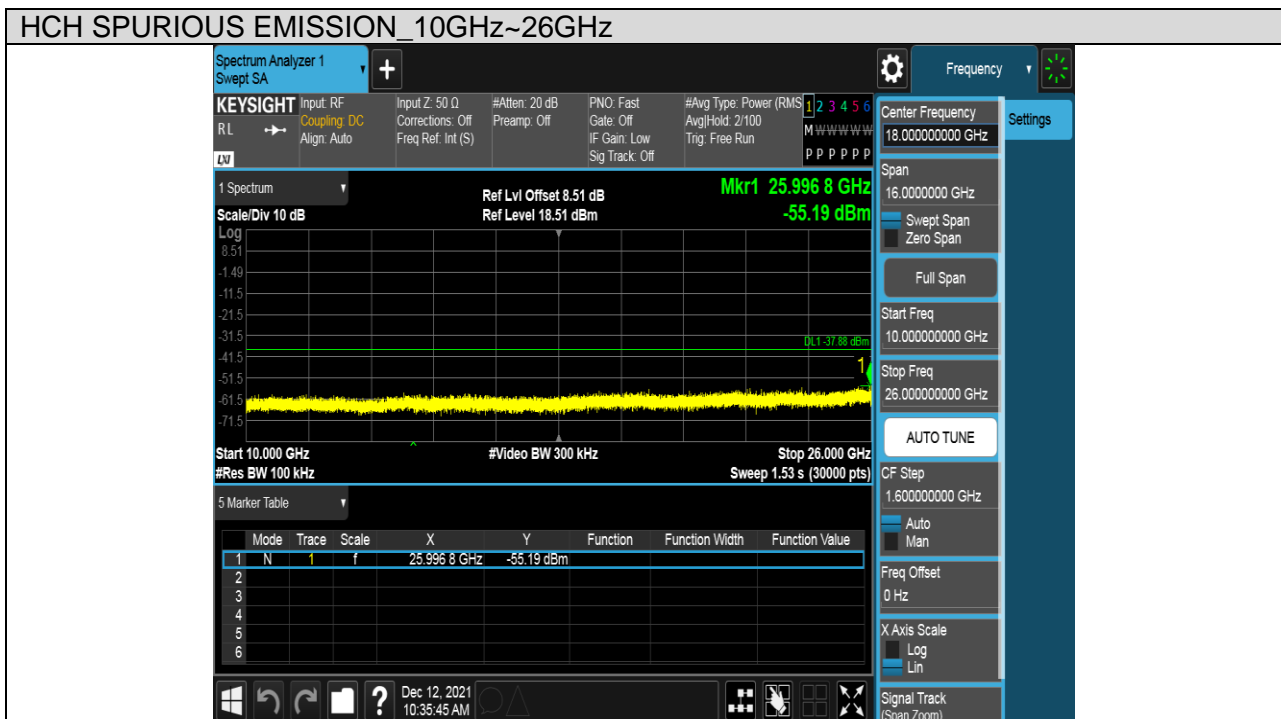 HCH SPURIOUS EMISSION_10GHz~26GHz
Spectrum Analyzer 1
Swept SA
+
Frequency
KEYSIGHT
RL
LXI
Input: RF
Coupling: DC
Align: Auto
Input Z: 50 Ω
Corrections: Off
Freq Ref: Int (S)
#Atten: 20 dB
Preamp: Off
PNO: Fast
Gate: Off
IF Gain: Low
Sig Track: Off
#Avg Type: Power (RMS
Avg|Hold: 2/100
Trig: Free Run
1 2 3 4 5 6
M W W W W W
P P P P P P
1 Spectrum
Scale/Div 10 dB
Ref Lvl Offset 8.51 dB
Ref Level 18.51 dBm
Mkr1 25.996 8 GHz
-55.19 dBm
Log
8.51
-1.49
-11.5
-21.5
-31.5
-41.5
-51.5
-61.5
-71.5
DL1 -37.88 dBm
1
Start 10.000 GHz
#Video BW 300 kHz
Stop 26.000 GHz
#Res BW 100 kHz
Sweep 1.53 s (30000 pts)
5 Marker Table
Mode Trace Scale X Y Function Function Width Function Value
1 N 1 f 25.996 8 GHz -55.19 dBm
2
3
4
5
6
?
Dec 12, 2021
10:35:45 AM
Center Frequency
18.000000000 GHz
Settings
Span
16.0000000 GHz
Swept Span
Zero Span
Full Span
Start Freq
10.000000000 GHz
Stop Freq
26.000000000 GHz
AUTO TUNE
CF Step
1.600000000 GHz
Auto
Man
Freq Offset
0 Hz
X Axis Scale
Log
Lin
Signal Track
(Span Zoom)